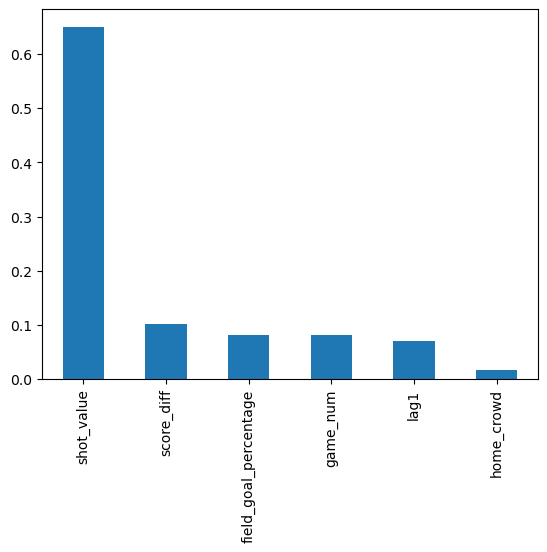 0.6
0.5
0.4
0.3
0.2
0.1
0.0
shot_value
score_diff
field_goal_percentage
game_num
lag1
home_crowd